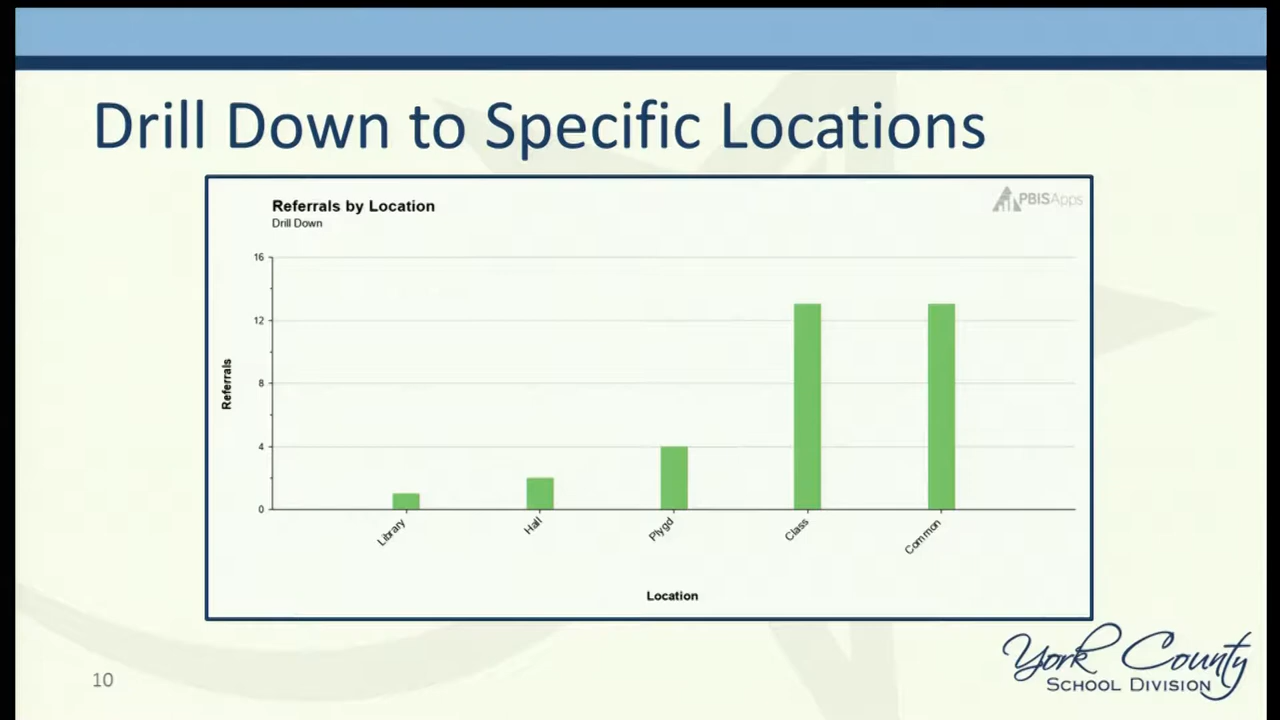 Drill Down to Specific Locations
Referrals by Location
Drill Down
PBISApps
16
12
8
4
0
Referrals
Library
Hall
Plygd
Class
Common
Location
10
York County
SCHOOL DIVISION